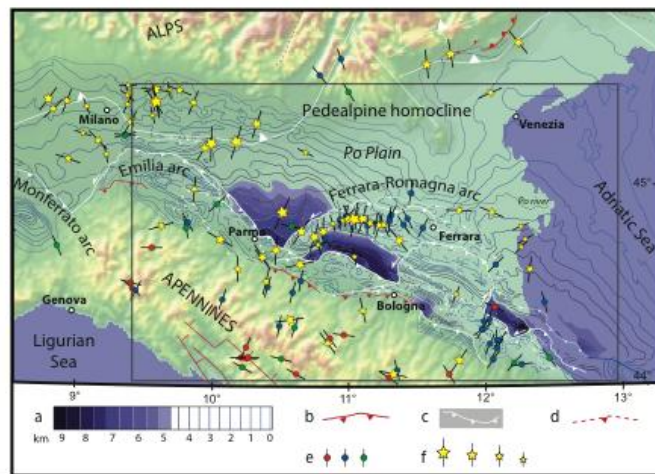 ALPS
Pedealpine homocline
Milano
Venezia
Po Plain
Emilia arc
Ferrara-Romagna arc
Monferrato arc
Adriatic Sea
45°
Po river
Parma
Ferrara
APENNINES
Genova
Bologna
Ligurian
Sea
44°
9°
10°
11°
12°
13°
a
b
c
d
km 9 8 7 6 5 4 3 2 1 0
e
f